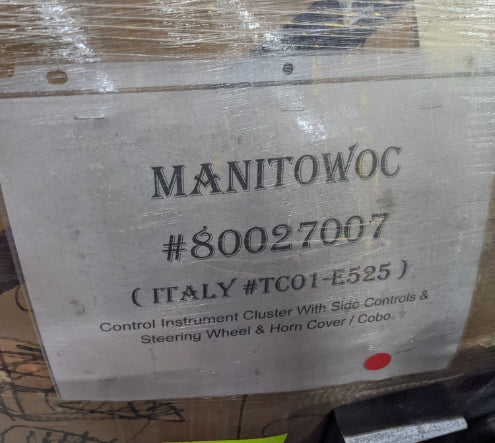 MANITOWOC
#80027007
( ITALY #TC01-E525 )
Control Instrument Cluster With Side Controls &
Steering Wheel & Horn Cover / Cobo.